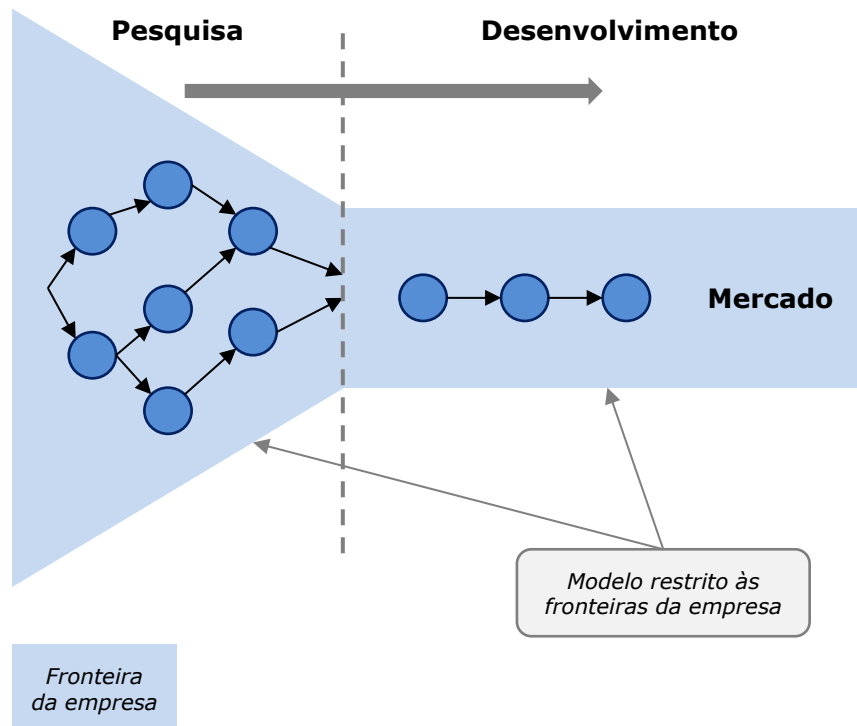 Pesquisa
Desenvolvimento
Mercado
Modelo restrito às
fronteiras da empresa
Fronteira
da empresa